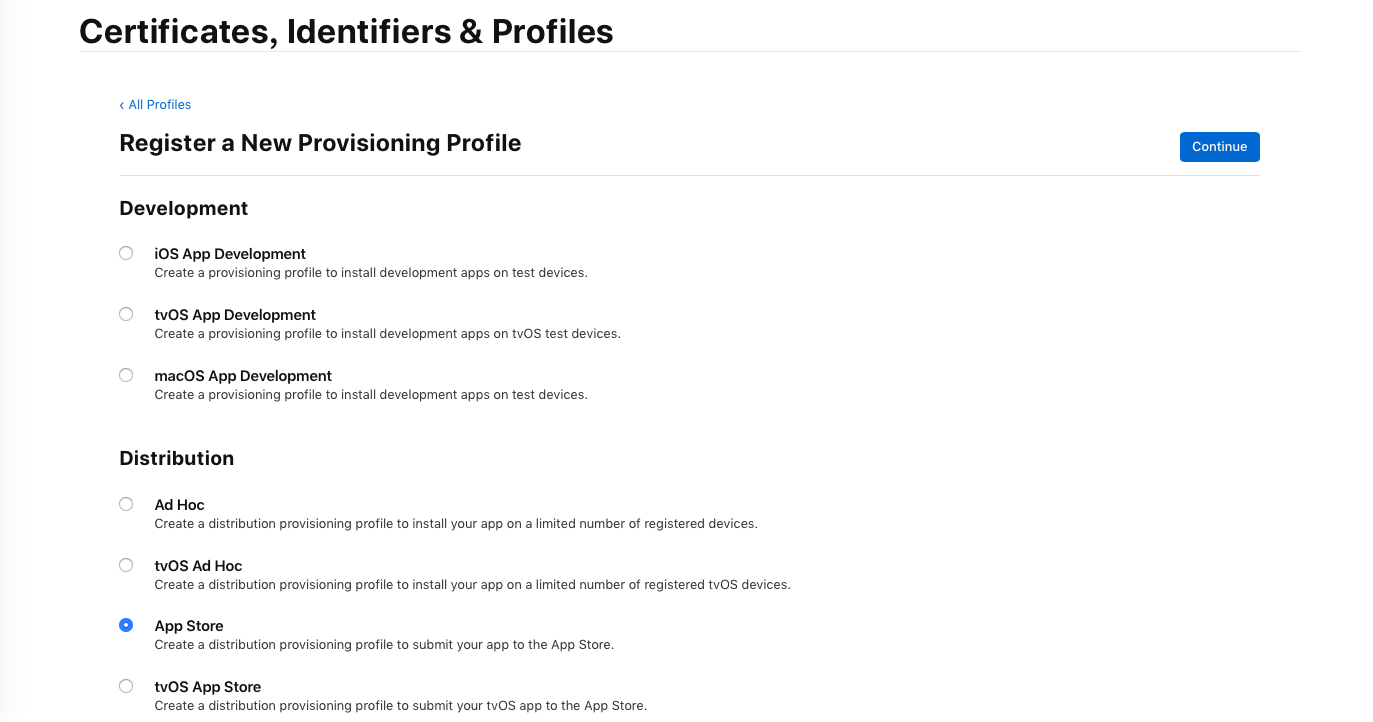 Certificates, Identifiers & Profiles
‹ All Profiles
Register a New Provisioning Profile
Continue
Development
iOS App Development
Create a provisioning profile to install development apps on test devices.
tvOS App Development
Create a provisioning profile to install development apps on tvOS test devices.
macOS App Development
Create a provisioning profile to install development apps on test devices.
Distribution
Ad Hoc
Create a distribution provisioning profile to install your app on a limited number of registered devices.
tvOS Ad Hoc
Create a distribution provisioning profile to install your app on a limited number of registered tvOS devices.
App Store
Create a distribution provisioning profile to submit your app to the App Store.
tvOS App Store
Create a distribution provisioning profile to submit your tvOS app to the App Store.